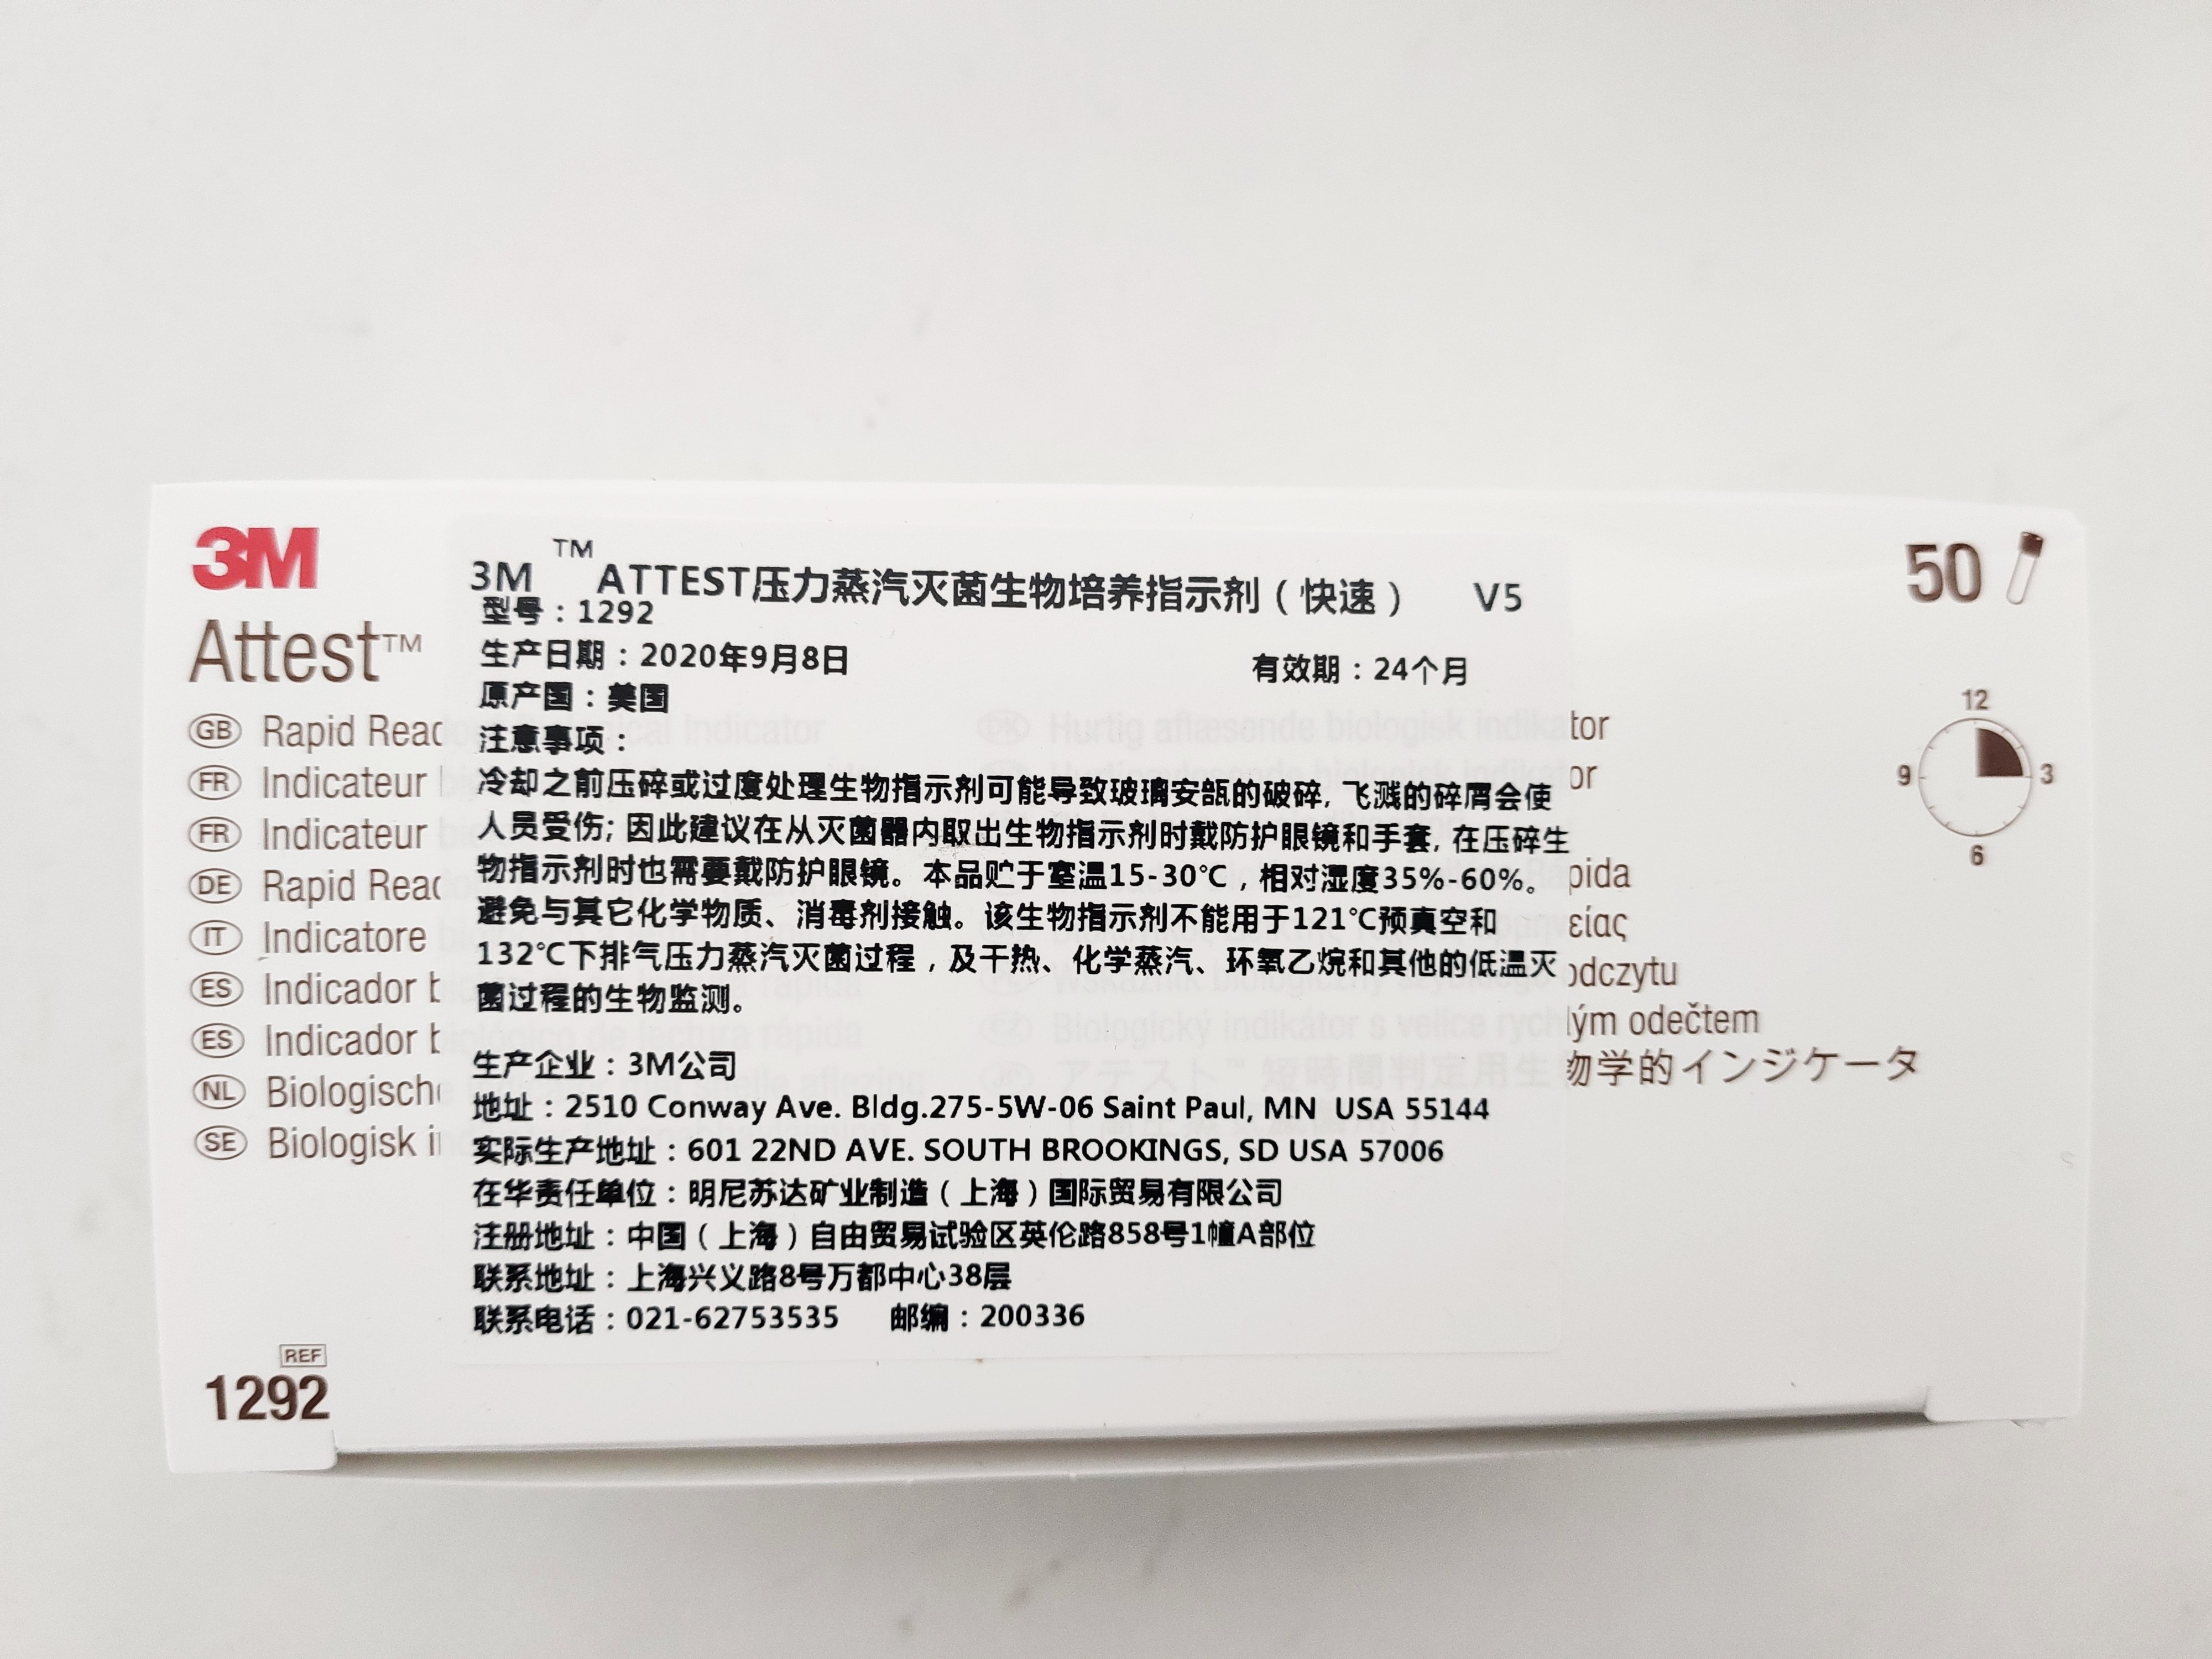 3M
Attest™
GB Rapid Read
FR Indicateur
FR Indicateur
DE Rapid Read
IT Indicatore
ES Indicador b
ES Indicador b
NL Biologische
SE Biologisk i
REF
1292
3M™ATTEST压力蒸汽灭菌生物培养指示剂（快速） V5
型号：1292
生产日期：2020年9月8日 有效期：24个月
原产国：美国
注意事项：
冷却之前压碎或过度处理生物指示剂可能导致玻璃安瓿的破碎, 飞溅的碎屑会使
人员受伤; 因此建议在从灭菌器内取出生物指示剂时戴防护眼镜和手套, 在压碎生
物指示剂时也需要戴防护眼镜。本品贮于室温15-30℃，相对湿度35%-60%。
避免与其它化学物质、消毒剂接触。该生物指示剂不能用于121℃预真空和
132℃下排气压力蒸汽灭菌过程，及干热、化学蒸汽、环氧乙烷和其他的低温灭
菌过程的生物监测。
生产企业：3M公司
地址：2510 Conway Ave. Bldg.275-5W-06 Saint Paul, MN USA 55144
实际生产地址：601 22ND AVE. SOUTH BROOKINGS, SD USA 57006
在华责任单位：明尼苏达矿业制造（上海）国际贸易有限公司
注册地址：中国（上海）自由贸易试验区英伦路858号1幢A部位
联系地址：上海兴义路8号万都中心38层
联系电话：021-62753535 邮编：200336
50
12
3
6
9
tor
or
pida
είας
odczytu
lým odečtem
物学的インジケータ